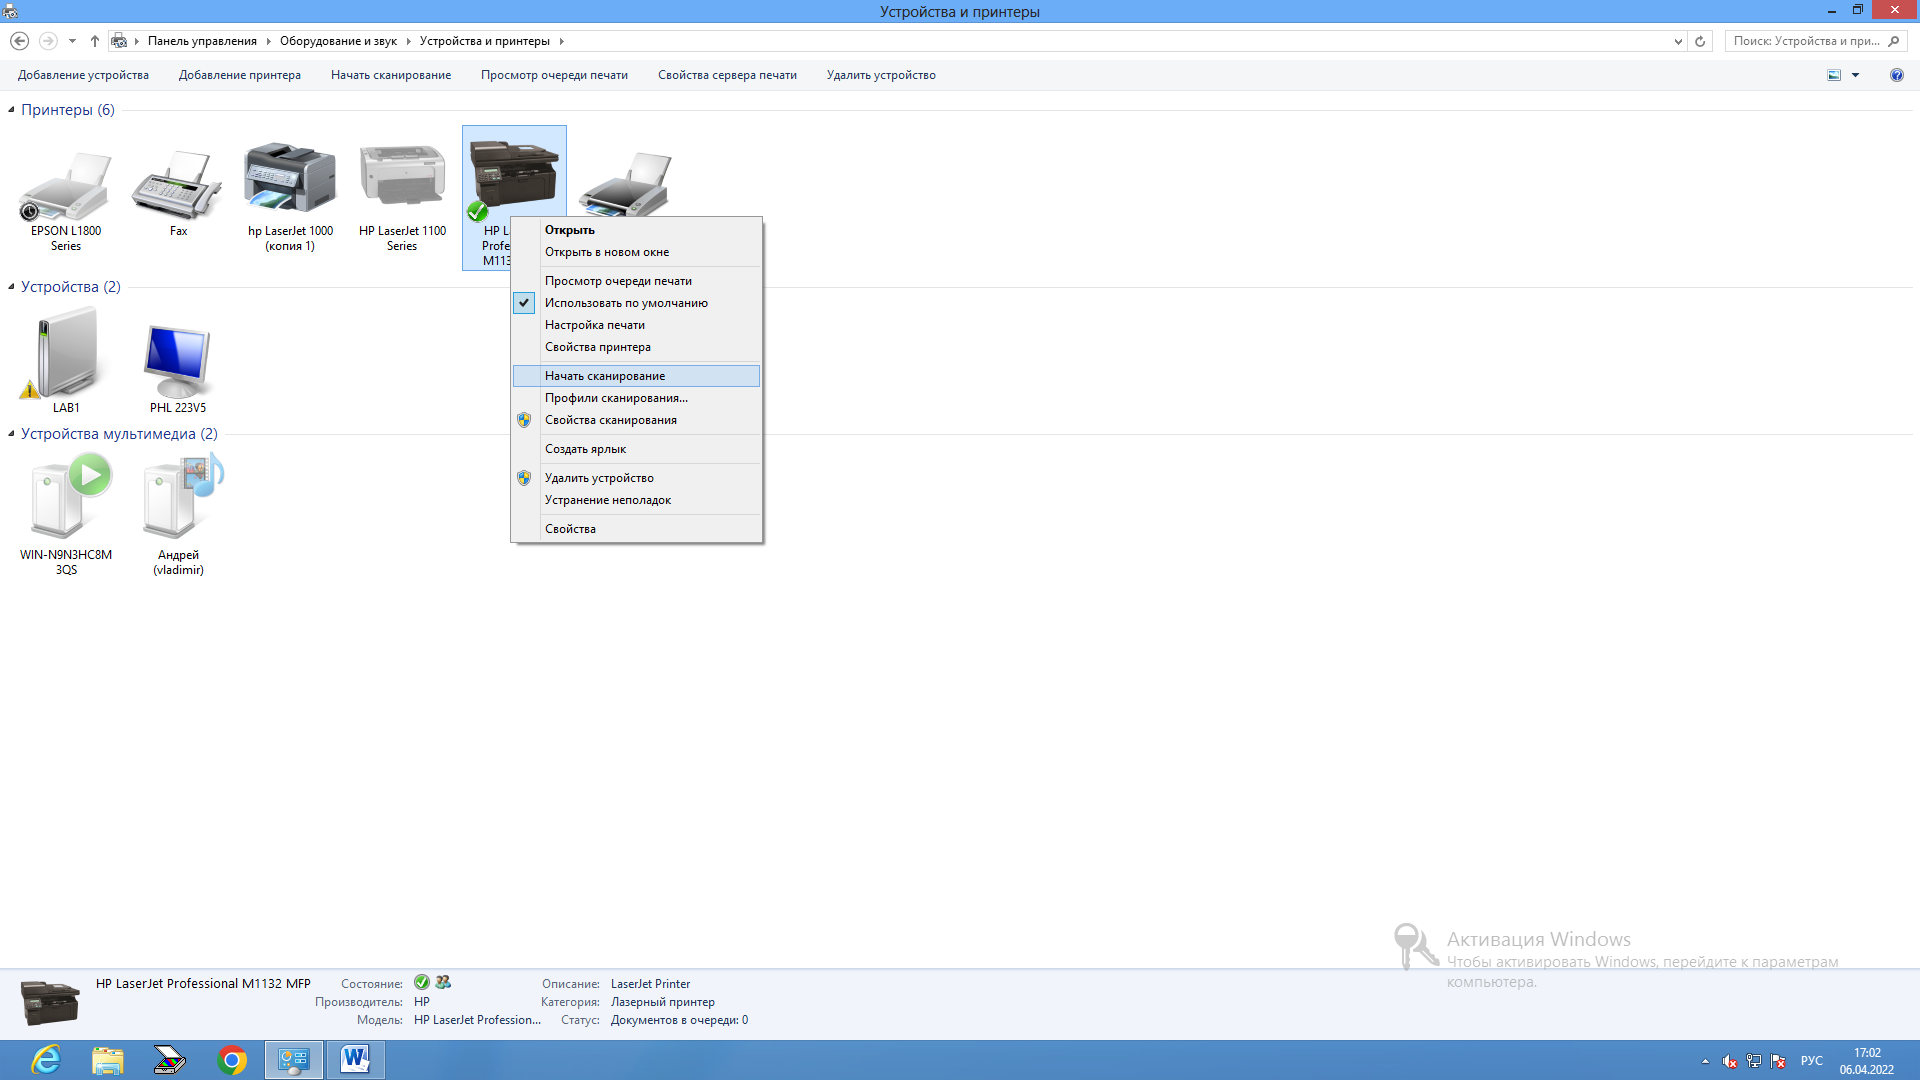 Устройства и принтеры
Панель управления
Оборудование и звук
Устройства и принтеры
Поиск: Устройства и при...
Добавление устройства
Добавление принтера
Начать сканирование
Просмотр очереди печати
Свойства сервера печати
Удалить устройство
Принтеры (6)
EPSON L1800
Series
Fax
hp LaserJet 1000
(копия 1)
HP LaserJet 1100
Series
HP L
Profe
M113
Открыть
Открыть в новом окне
Просмотр очереди печати
Использовать по умолчанию
Настройка печати
Свойства принтера
Начать сканирование
Профили сканирования...
Свойства сканирования
Создать ярлык
Удалить устройство
Устранение неполадок
Свойства
Устройства (2)
LAB1
PHL 223V5
Устройства мультимедиа (2)
WIN-N9N3HC8M
3QS
Андрей
(vladimir)
Активация Windows
Чтобы активировать Windows, перейдите к параметрам
компьютера.
HP LaserJet Professional M1132 MFP
Состояние:
Описание: LaserJet Printer
Производитель: HP
Категория: Лазерный принтер
Модель: HP LaserJet Profession...
Статус: Документов в очереди: 0
РУС
17:02
06.04.2022